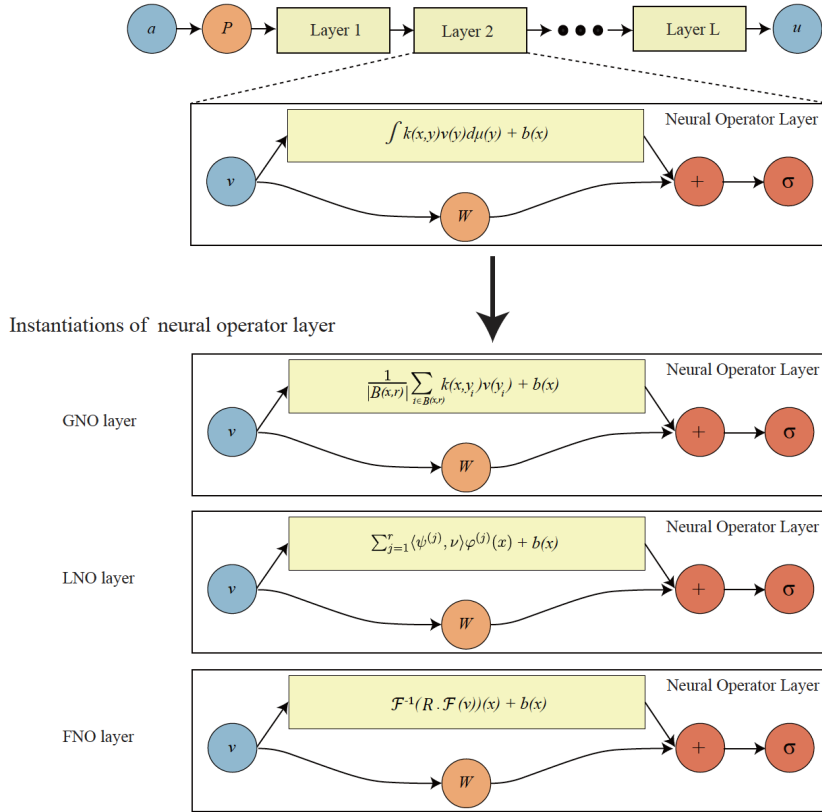 a P Layer 1 Layer 2 Layer L u
Neural Operator Layer
∫ k(x,y)v(y)dμ(y) + b(x)
v + σ
W
Instantiations of neural operator layer
Neural Operator Layer
1/|B(x,r)| ∑_{i∈B(x,r)} k(x,y_i)v(y_i) + b(x)
GNO layer v + σ
W
Neural Operator Layer
∑_{j=1}^{r} ⟨ψ^{(j)}, ν⟩φ^{(j)}(x) + b(x)
LNO layer v + σ
W
Neural Operator Layer
ℱ^{-1}(R . ℱ(v))(x) + b(x)
FNO layer v + σ
W